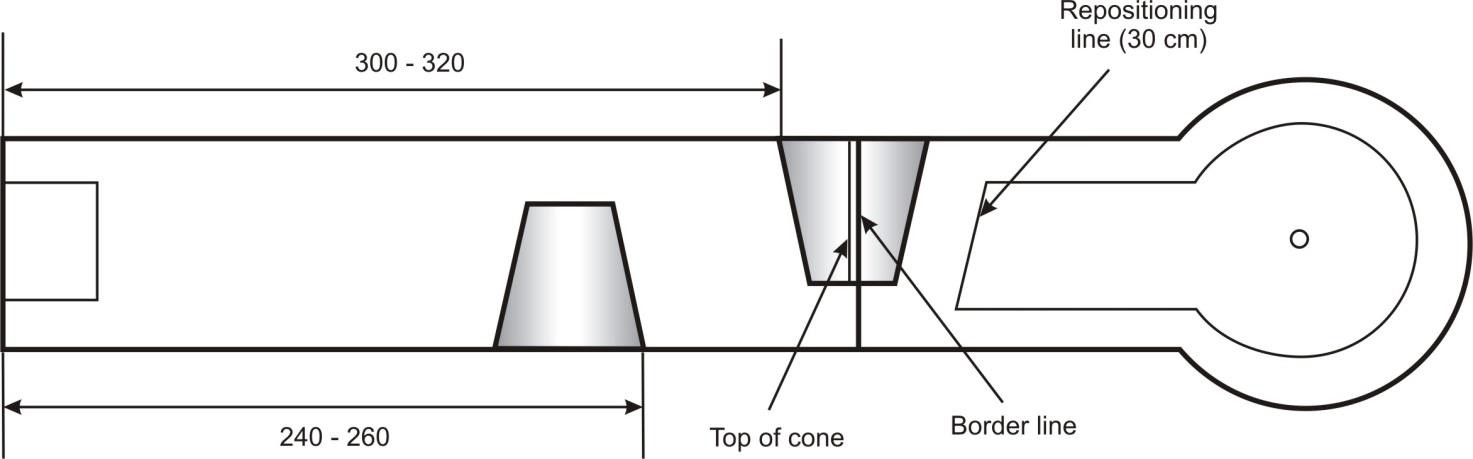 Repositioning
line (30 cm)
300 - 320
240 - 260
Top of cone
Border line